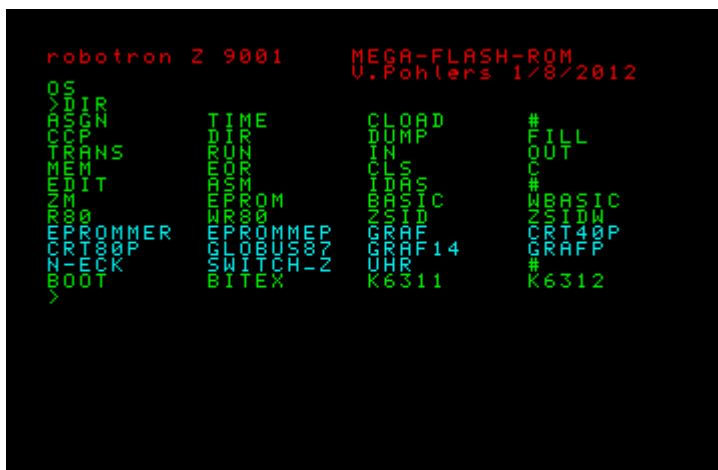 robotron Z 9001 MEGA-FLASH-ROM
V.Pohlers 1/8/2012
OS
>DIR
ASGN TIME CLOAD #
CCP DIR DUMP FILL
TRANS RUN IN OUT
MEM EOR CLS C
EDIT ASM IDAS #
ZM EPROM BASIC WBASIC
R80 WR80 ZSID ZSIDW
EPROMMER EPROMMEP GRAF CRT40P
CRT80P GLOBUS87 GRAF14 GRAFP
N-ECK SWITCH-Z UHR #
BOOT BITEX K6311 K6312
>